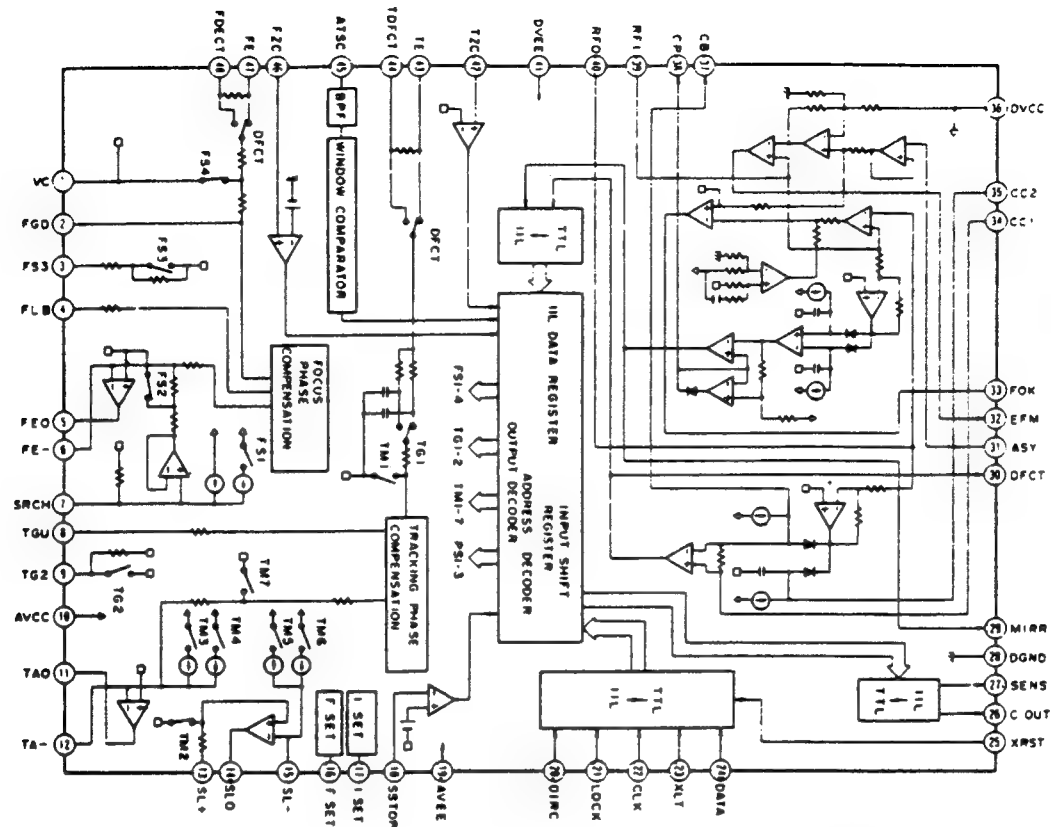 FDECT
FE
FZC
ATSC
TDFCT
TE
TZC
DVEE
RFO
RFI
CP
CB
48
47
46
45
44
43
42
41
40
39
38
37
VC
1
FGD
2
FS3
3
FLB
4
FEO
5
FE-
6
SRCH
7
TGU
8
TG2
9
AVCC
10
TAO
11
TA-
12
13
14
15
16
17
18
19
20
21
22
23
24
SL+
SLO
SL-
F SET
I SET
SSTOP
AVEE
DIRC
LOCK
CLK
XLT
DATA
36
DVCC
35
CC2
34
CC1
33
FOK
32
EFM
31
ASY
30
DFCT
29
MIRR
28
DGND
27
SENS
26
C OUT
25
XRST
DFCT
FS4
FS3
BPF
WINDOW COMPARATOR
DFCT
TTL
IIL
FS2
FS1
FOCUS PHASE COMPENSATION
TM1
TG1
TRACKING PHASE COMPENSATION
IIL DATA REGISTER
INPUT SHIFT REGISTER
ADDRESS DECODER
OUTPUT DECODER
FS1-4
TG1-2
TM1-7
PS1-3
TG2
TM7
TM3
TM4
TM5
TM6
TM2
F SET
I SET
TTL
IIL
TTL
IIL